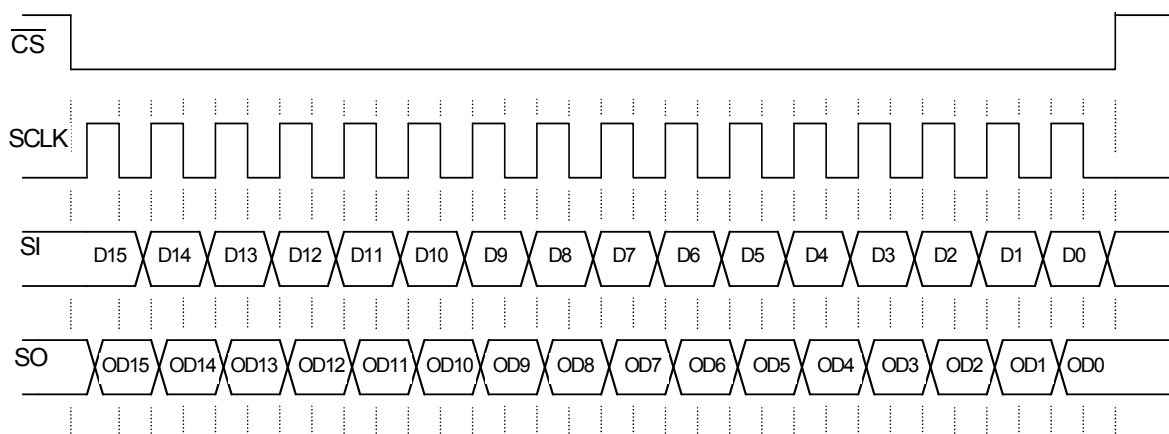 CS
SCLK
SI D15 D14 D13 D12 D11 D10 D9 D8 D7 D6 D5 D4 D3 D2 D1 D0
SO OD15 OD14 OD13 OD12 OD11 OD10 OD9 OD8 OD7 OD6 OD5 OD4 OD3 OD2 OD1 OD0